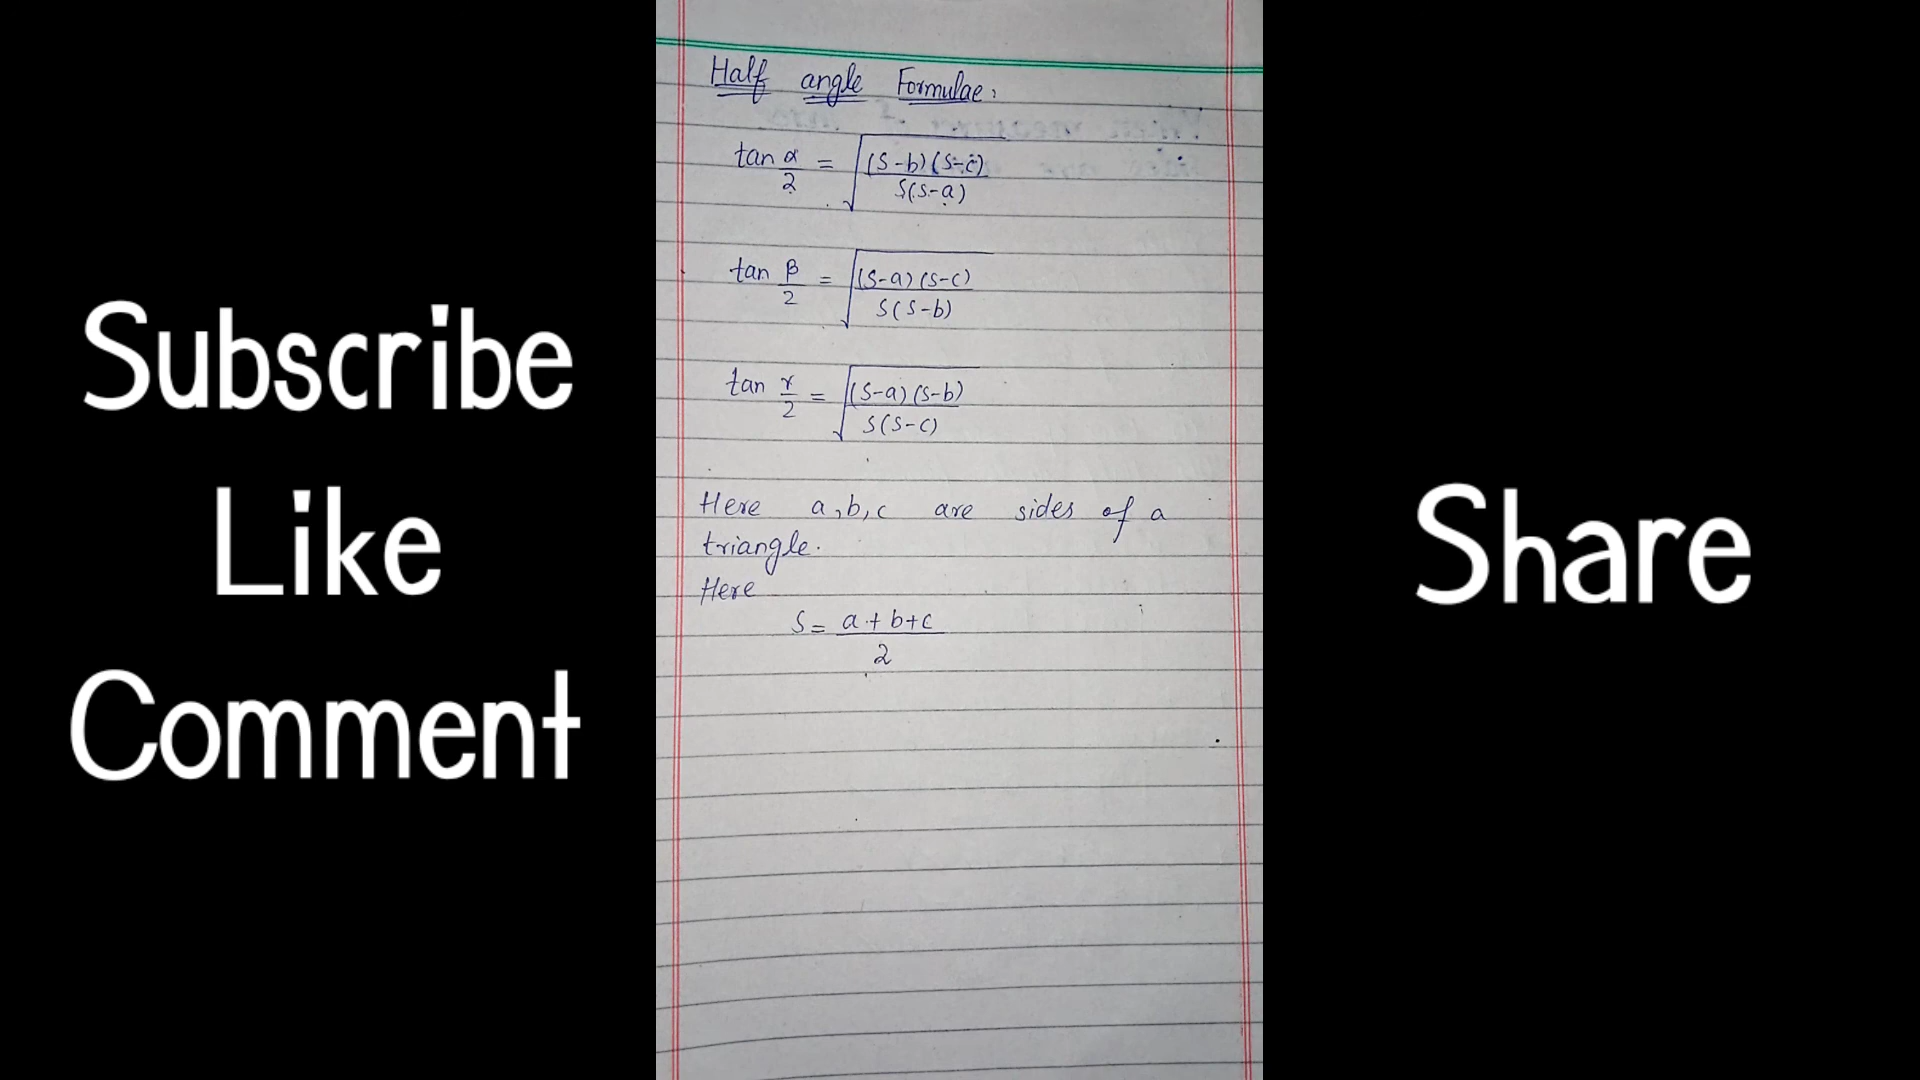 Subscribe
Like
Comment
Half angle Formulae:
tan α/2 = √((S-b)(S-c)/S(S-a))
tan β/2 = √((S-a)(S-c)/S(S-b))
tan γ/2 = √((S-a)(S-b)/S(S-c))
Here a,b,c are sides of a
triangle.
Here
S = a+b+c/2
Share